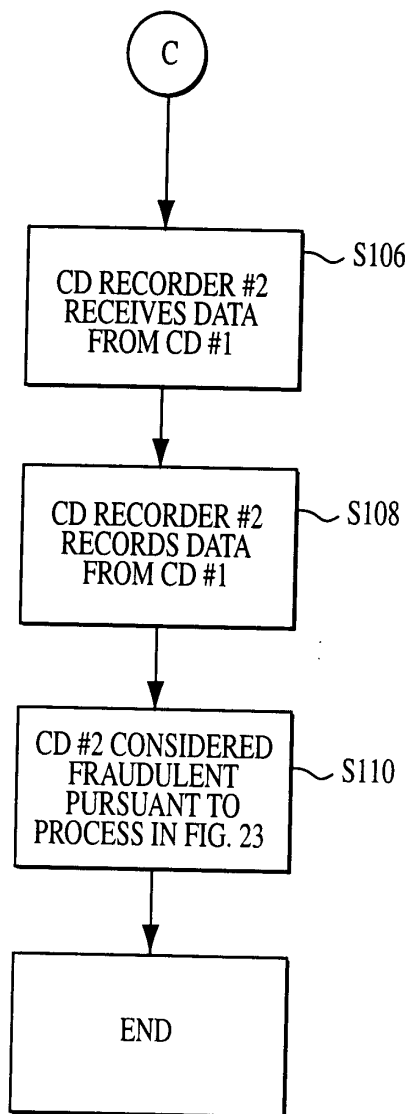 C
CD RECORDER #2
RECEIVES DATA
FROM CD #1
S106
CD RECORDER #2
RECORDS DATA
FROM CD #1
S108
CD #2 CONSIDERED
FRAUDULENT
PURSUANT TO
PROCESS IN FIG. 23
S110
END